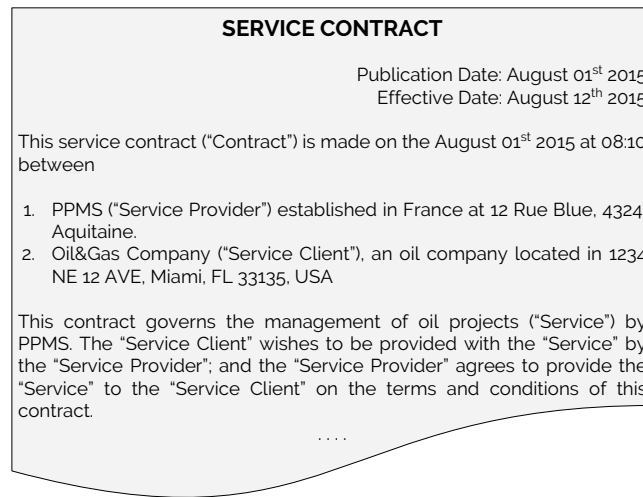 SERVICE CONTRACT
Publication Date: August 01st 2015
Effective Date: August 12th 2015
This service contract (“Contract”) is made on the August 01st 2015 at 08:10
between
1. PPMS (“Service Provider”) established in France at 12 Rue Blue, 4324
Aquitaine.
2. Oil&Gas Company (“Service Client”), an oil company located in 1234
NE 12 AVE, Miami, FL 33135, USA
This contract governs the management of oil projects (“Service”) by
PPMS. The “Service Client” wishes to be provided with the “Service” by
the “Service Provider”; and the “Service Provider” agrees to provide the
“Service” to the “Service Client” on the terms and conditions of this
contract.
. . . .